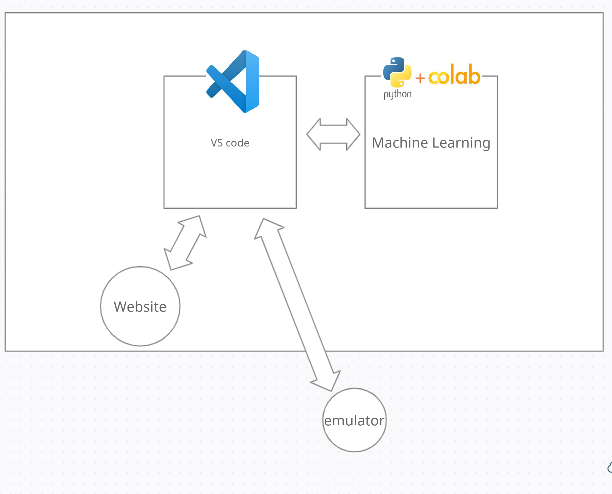 + colab
python
VS code
Machine Learning
Website
emulator